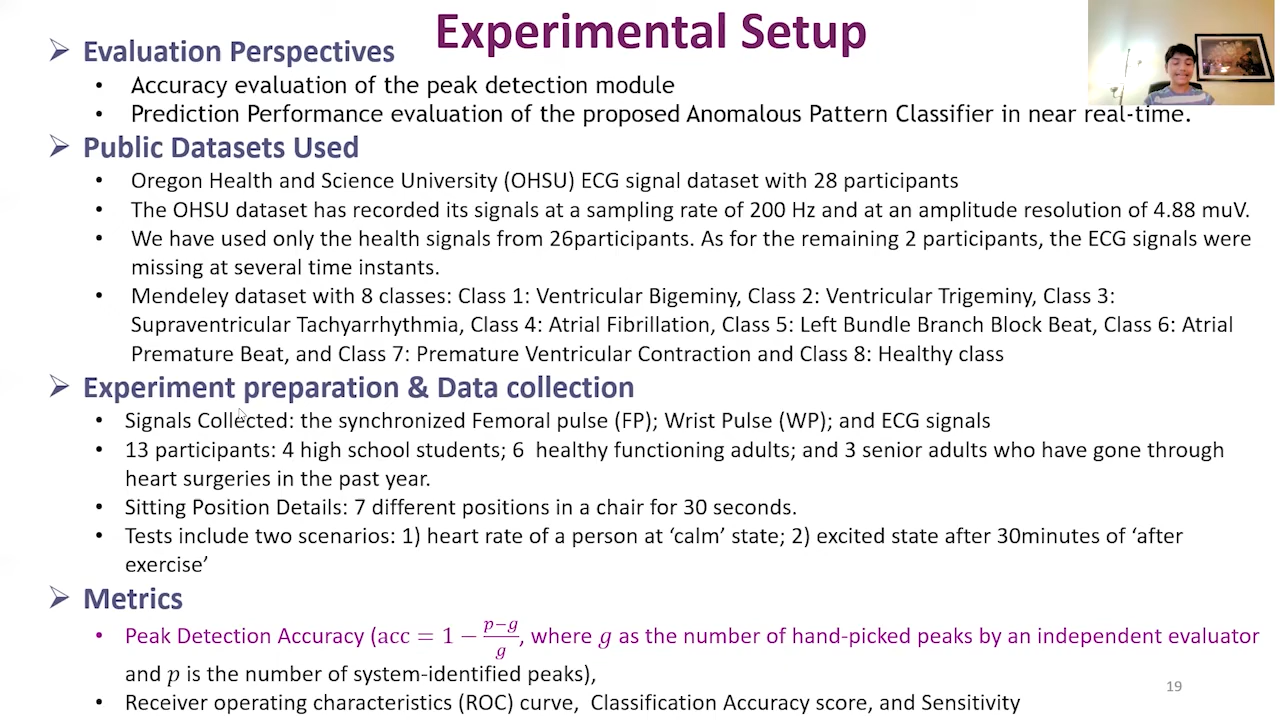 Experimental Setup
➢ Evaluation Perspectives
• Accuracy evaluation of the peak detection module
• Prediction Performance evaluation of the proposed Anomalous Pattern Classifier in near real-time.
➢ Public Datasets Used
• Oregon Health and Science University (OHSU) ECG signal dataset with 28 participants
• The OHSU dataset has recorded its signals at a sampling rate of 200 Hz and at an amplitude resolution of 4.88 muV.
• We have used only the health signals from 26participants. As for the remaining 2 participants, the ECG signals were
missing at several time instants.
• Mendeley dataset with 8 classes: Class 1: Ventricular Bigeminy, Class 2: Ventricular Trigeminy, Class 3:
Supraventricular Tachyarrhythmia, Class 4: Atrial Fibrillation, Class 5: Left Bundle Branch Block Beat, Class 6: Atrial
Premature Beat, and Class 7: Premature Ventricular Contraction and Class 8: Healthy class
➢ Experiment preparation & Data collection
• Signals Collected: the synchronized Femoral pulse (FP); Wrist Pulse (WP); and ECG signals
• 13 participants: 4 high school students; 6 healthy functioning adults; and 3 senior adults who have gone through
heart surgeries in the past year.
• Sitting Position Details: 7 different positions in a chair for 30 seconds.
• Tests include two scenarios: 1) heart rate of a person at ‘calm’ state; 2) excited state after 30minutes of ‘after
exercise’
➢ Metrics
• Peak Detection Accuracy (acc = 1 − (p−g)/g, where g as the number of hand-picked peaks by an independent evaluator
and p is the number of system-identified peaks),
• Receiver operating characteristics (ROC) curve, Classification Accuracy score, and Sensitivity
19